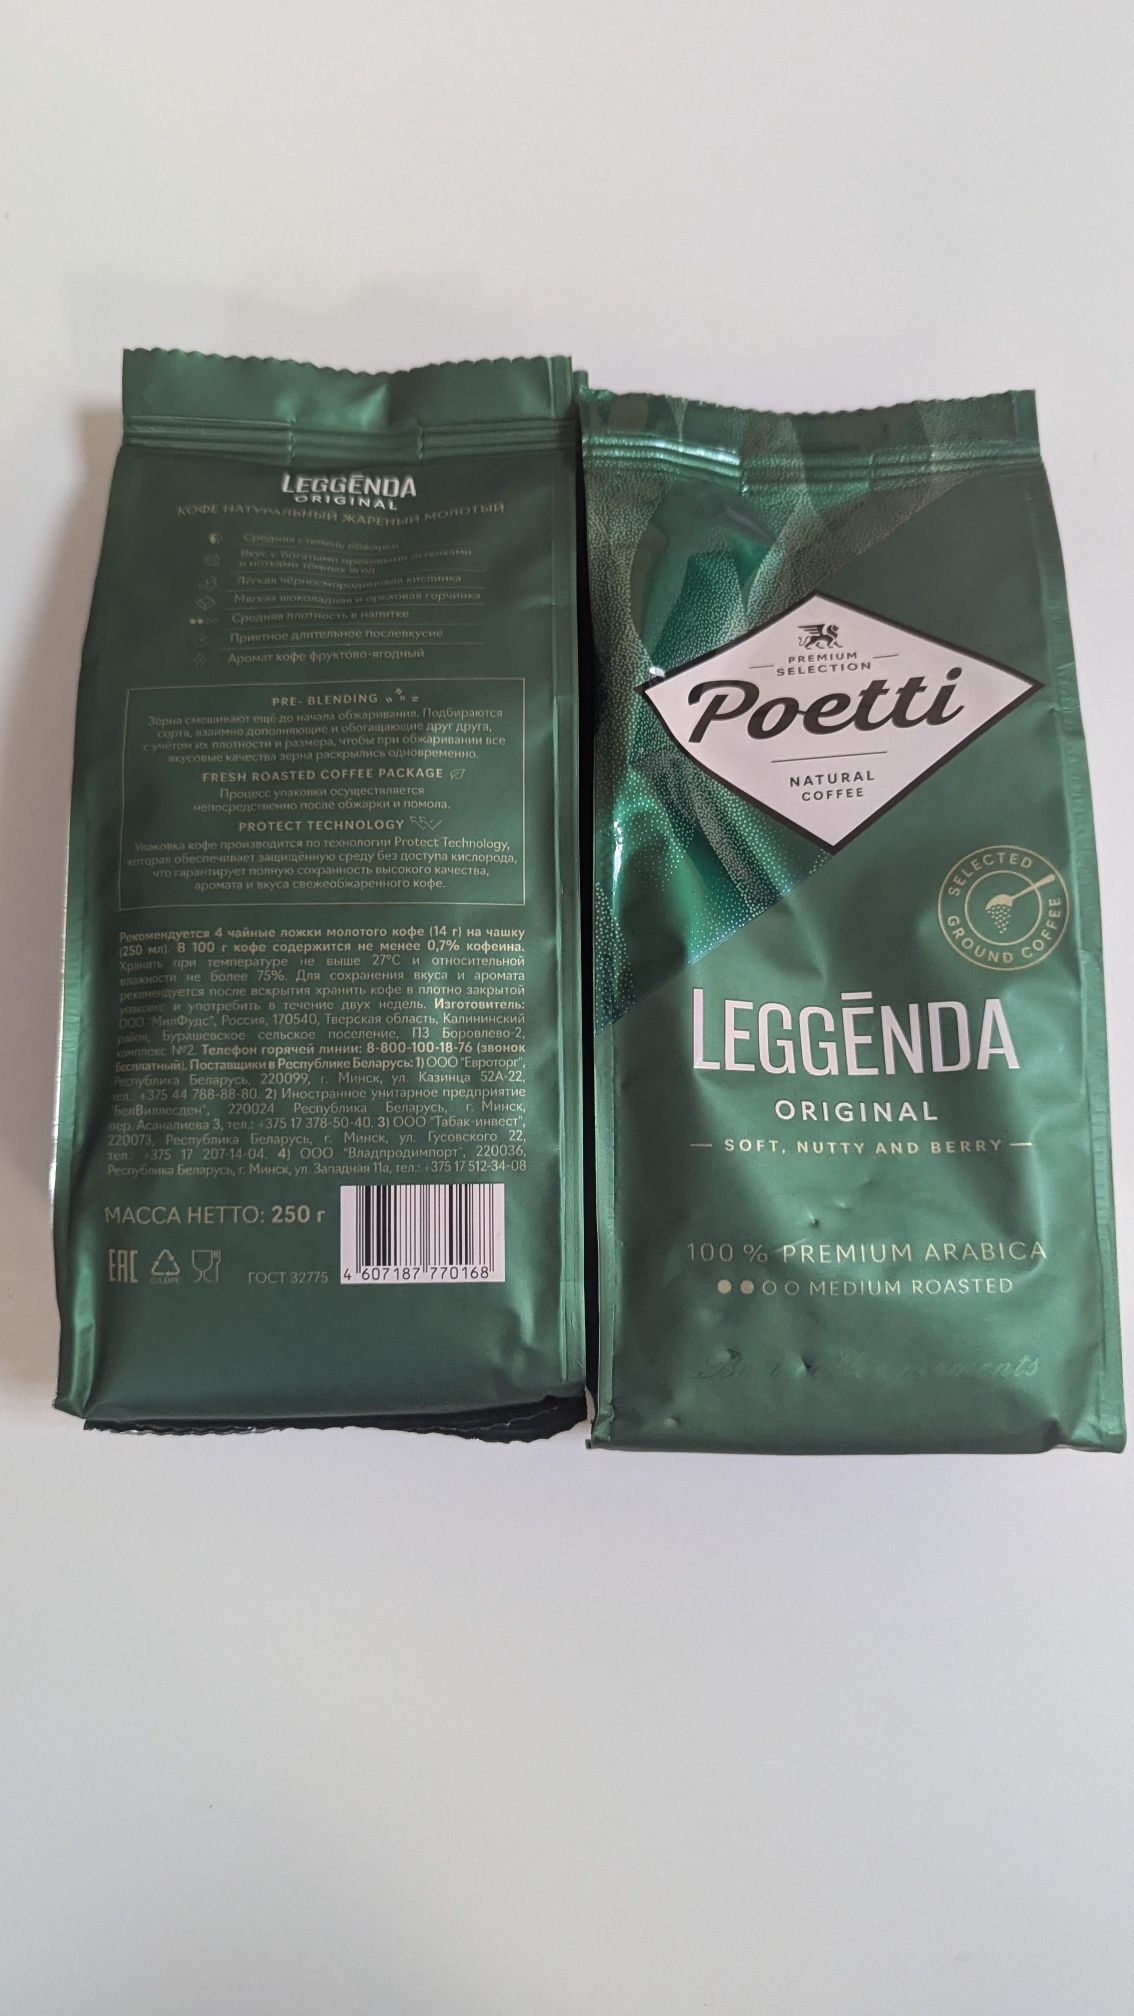 LEGGĒNDA
ORIGINAL
КОФЕ НАТУРАЛЬНЫЙ ЖАРЕНЫЙ МОЛОТЫЙ
Средняя степень обжарки
Вкус с богатыми ореховыми оттенками
и нотками тёмных ягод
Лёгкая чёрносмородиновая кислинка
Мягкая шоколадная и ореховая горчинка
Средняя плотность в напитке
Приятное длительное послевкусие
Аромат кофе фруктово-ягодный
PRE- BLENDING
Зёрна смешивают ещё до начала обжаривания. Подбираются
сорта, взаимно дополняющие и обогащающие друг друга,
с учётом их плотности и размера, чтобы при обжаривании все
вкусовые качества зерна раскрылись одновременно.
FRESH ROASTED COFFEE PACKAGE
Процесс упаковки осуществляется
непосредственно после обжарки и помола.
PROTECT TECHNOLOGY
Упаковка кофе производится по технологии Protect Technology,
которая обеспечивает защищённую среду без доступа кислорода,
что гарантирует полную сохранность высокого качества,
аромата и вкуса свежеобжаренного кофе.
Рекомендуется 4 чайные ложки молотого кофе (14 г) на чашку
(250 мл). В 100 г кофе содержится не менее 0,7% кофеина.
Хранить при температуре не выше 27°С и относительной
влажности не более 75%. Для сохранения вкуса и аромата
рекомендуется после вскрытия хранить кофе в плотно закрытой
упаковке и употребить в течение двух недель. Изготовитель:
ООО "МилФудс", Россия, 170540, Тверская область, Калининский
район, Бурашевское сельское поселение, ПЗ Боровлево-2,
комплекс №2. Телефон горячей линии: 8-800-100-18-76 (звонок
бесплатный). Поставщики в Республике Беларусь: 1) ООО "Евроторг",
Республика Беларусь, 220099, г. Минск, ул. Казинца 52А-22,
тел.: +375 44 788-88-80. 2) Иностранное унитарное предприятие
"БелВиллесден", 220024 Республика Беларусь, г. Минск,
пер. Асаналиева 3, тел.: +375 17 378-50-40. 3) ООО "Табак-инвест",
220073, Республика Беларусь, г. Минск, ул. Гусовского 22,
тел.: +375 17 207-14-04. 4) ООО "Владпродимпорт", 220036,
Республика Беларусь, г. Минск, ул. Западная 11а, тел.: +375 17 512-34-08
МАССА НЕТТО: 250 г
EAC
ГОСТ 32775
4 607187 770168
PREMIUM
SELECTION
Poetti
NATURAL
COFFEE
SELECTED
GROUND COFFEE
LEGGĒNDA
ORIGINAL
SOFT, NUTTY AND BERRY
100 % PREMIUM ARABICA
MEDIUM ROASTED